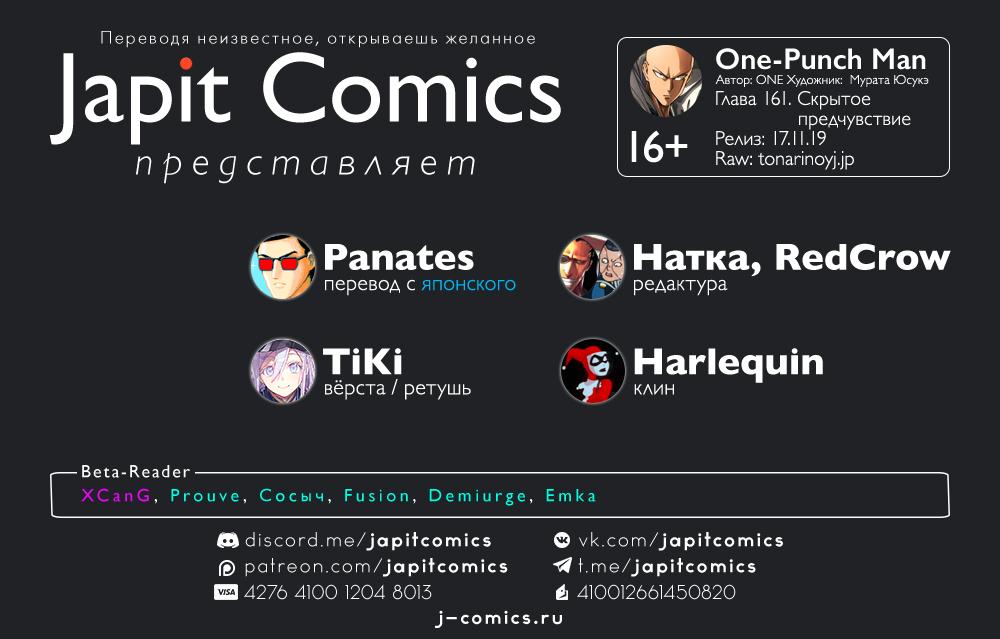 Переводя неизвестное, открываешь желанное
Japit Comics
представляет
One-Punch Man
Автор: ONE Художник: Мурата Юсукэ
Глава 161. Скрытое
предчувствие
16+
Релиз: 17.11.19
Raw: tonarinoyj.jp
Panates
перевод с японского
Натка, RedCrow
редактура
TiKi
вёрста / ретушь
Harlequin
клин
Beta-Reader
XCanG, Prouve, Сосыч, Fusion, Demiurge, Emka
discord.me/japitcomics
vk.com/japitcomics
patreon.com/japitcomics
t.me/japitcomics
VISA 4276 4100 1204 8013
410012661450820
j-comics.ru